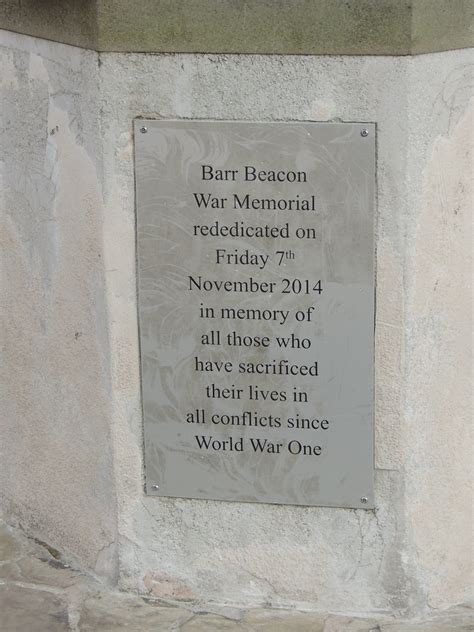 Barr Beacon
War Memorial
rededicated on
Friday 7th
November 2014
in memory of
all those who
have sacrificed
their lives in
all conflicts since
World War One